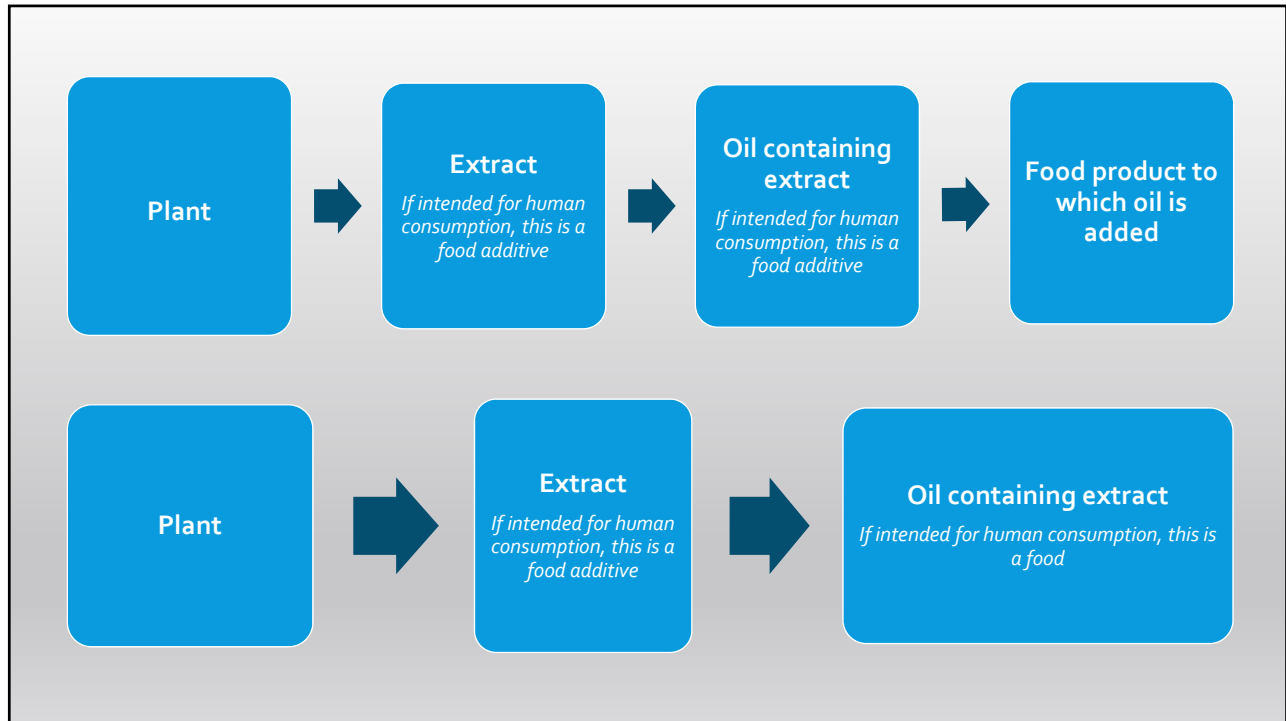 Plant
Extract
If intended for human
consumption, this is a
food additive
Oil containing
extract
If intended for human
consumption, this is a
food additive
Food product to
which oil is
added
Plant
Extract
If intended for human
consumption, this is a
food additive
Oil containing extract
If intended for human consumption, this is
a food